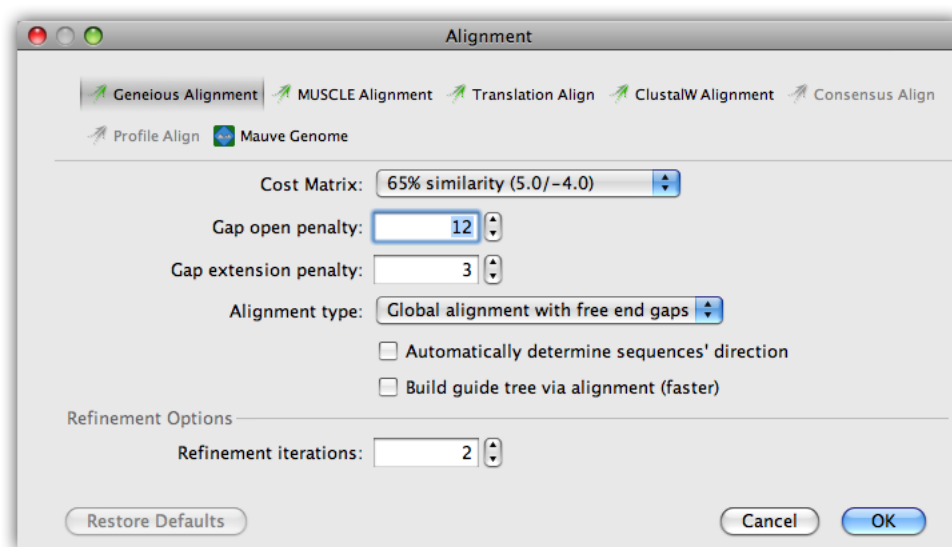 Alignment
Geneious Alignment MUSCLE Alignment Translation Align ClustalW Alignment Consensus Align
Profile Align Mauve Genome
Cost Matrix: 65% similarity (5.0/-4.0)
Gap open penalty: 12
Gap extension penalty: 3
Alignment type: Global alignment with free end gaps
Automatically determine sequences' direction
Build guide tree via alignment (faster)
Refinement Options
Refinement iterations: 2
Restore Defaults Cancel OK